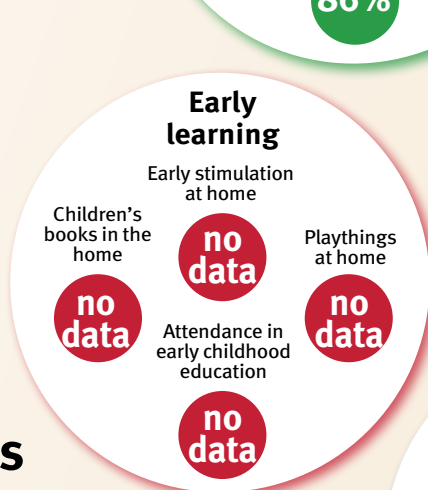 86%
Early
learning
Early stimulation
at home
no
data
Children's
books in the
home
no
data
Playthings
at home
no
data
Attendance in
early childhood
education
no
data
s